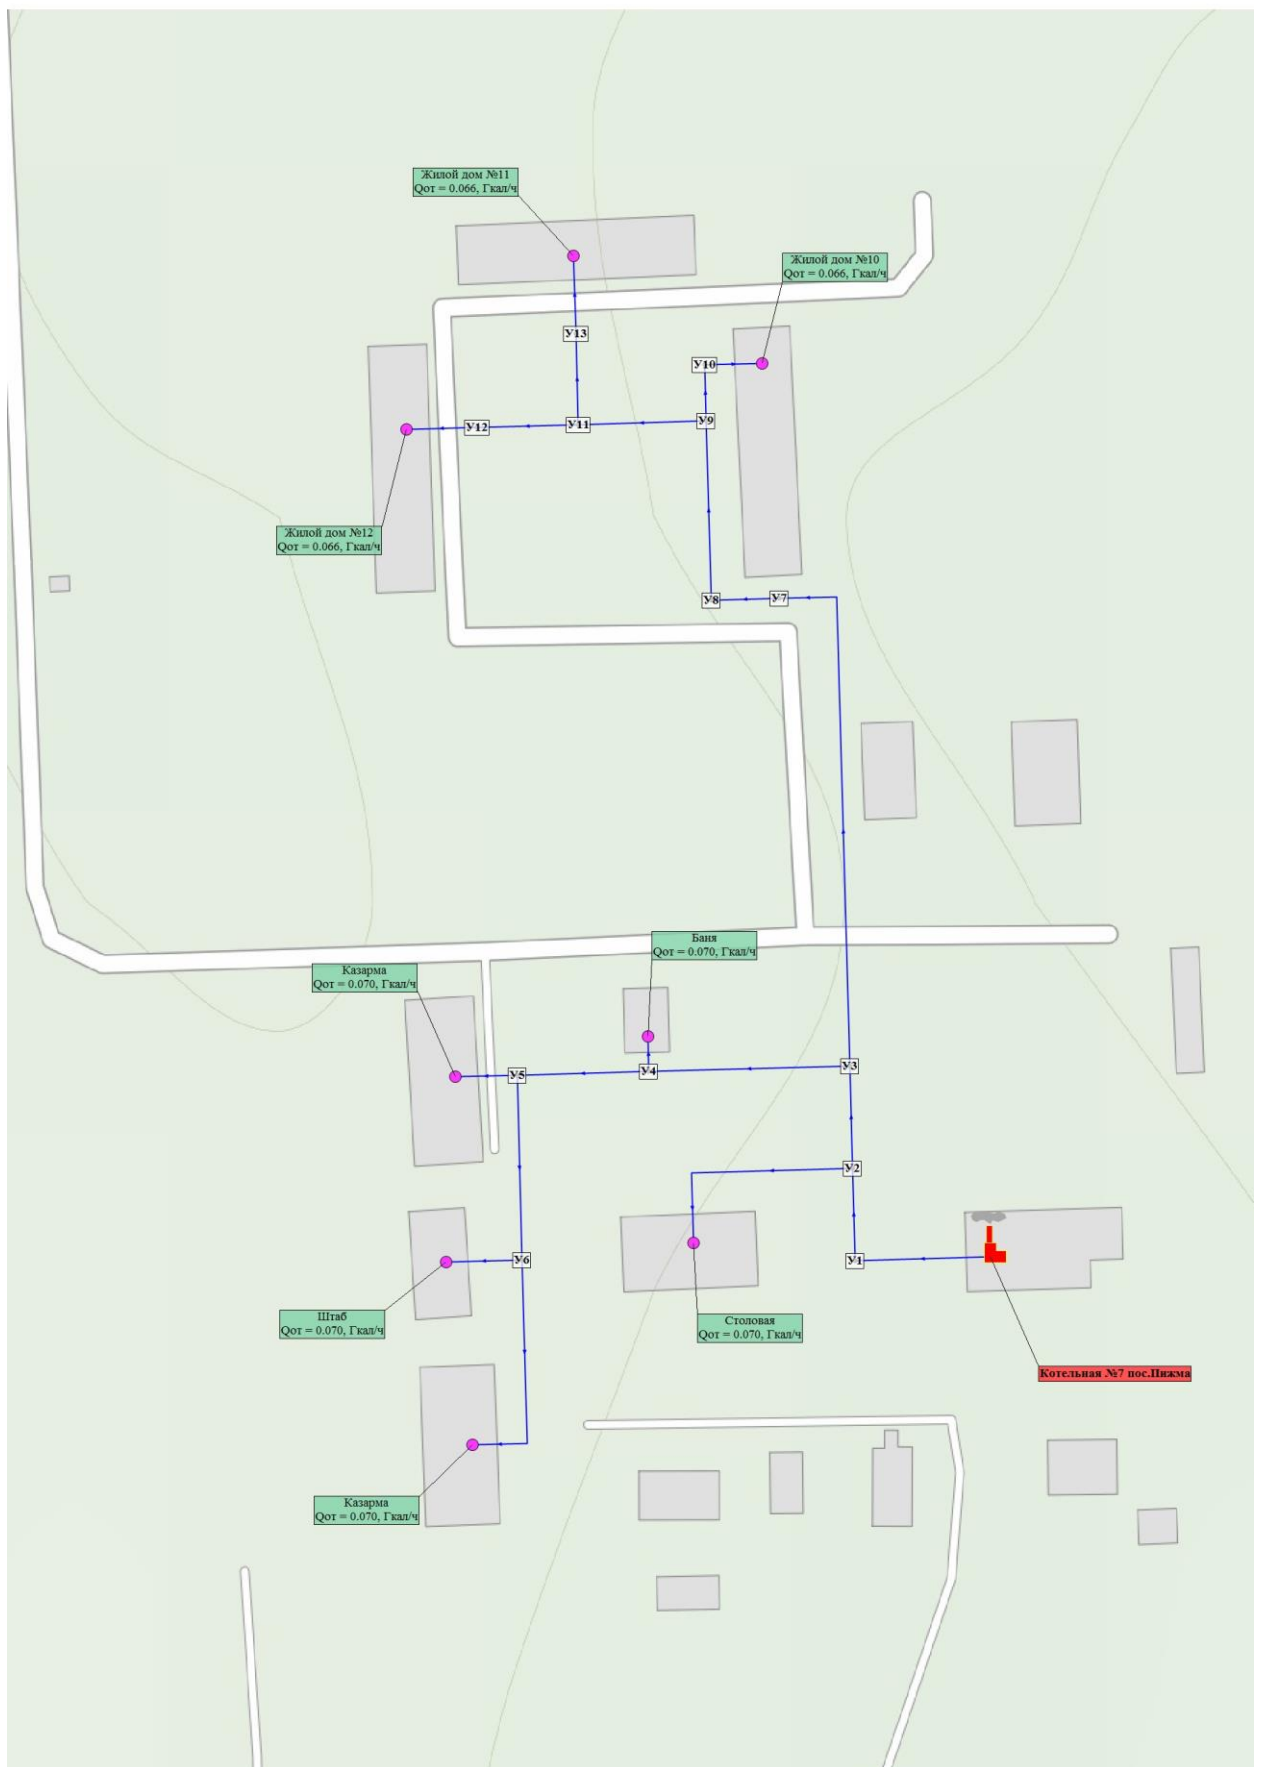 Жилой дом №11
Qот = 0.066, Гкал/ч
Жилой дом №10
Qот = 0.066, Гкал/ч
У13
У10
У12
У11
У9
Жилой дом №12
Qот = 0.066, Гкал/ч
У8
У7
Баня
Qот = 0.070, Гкал/ч
Казарма
Qот = 0.070, Гкал/ч
У5
У4
У3
У2
У6
У1
Штаб
Qот = 0.070, Гкал/ч
Столовая
Qот = 0.070, Гкал/ч
Котельная №7 пос.Пижма
Казарма
Qот = 0.070, Гкал/ч